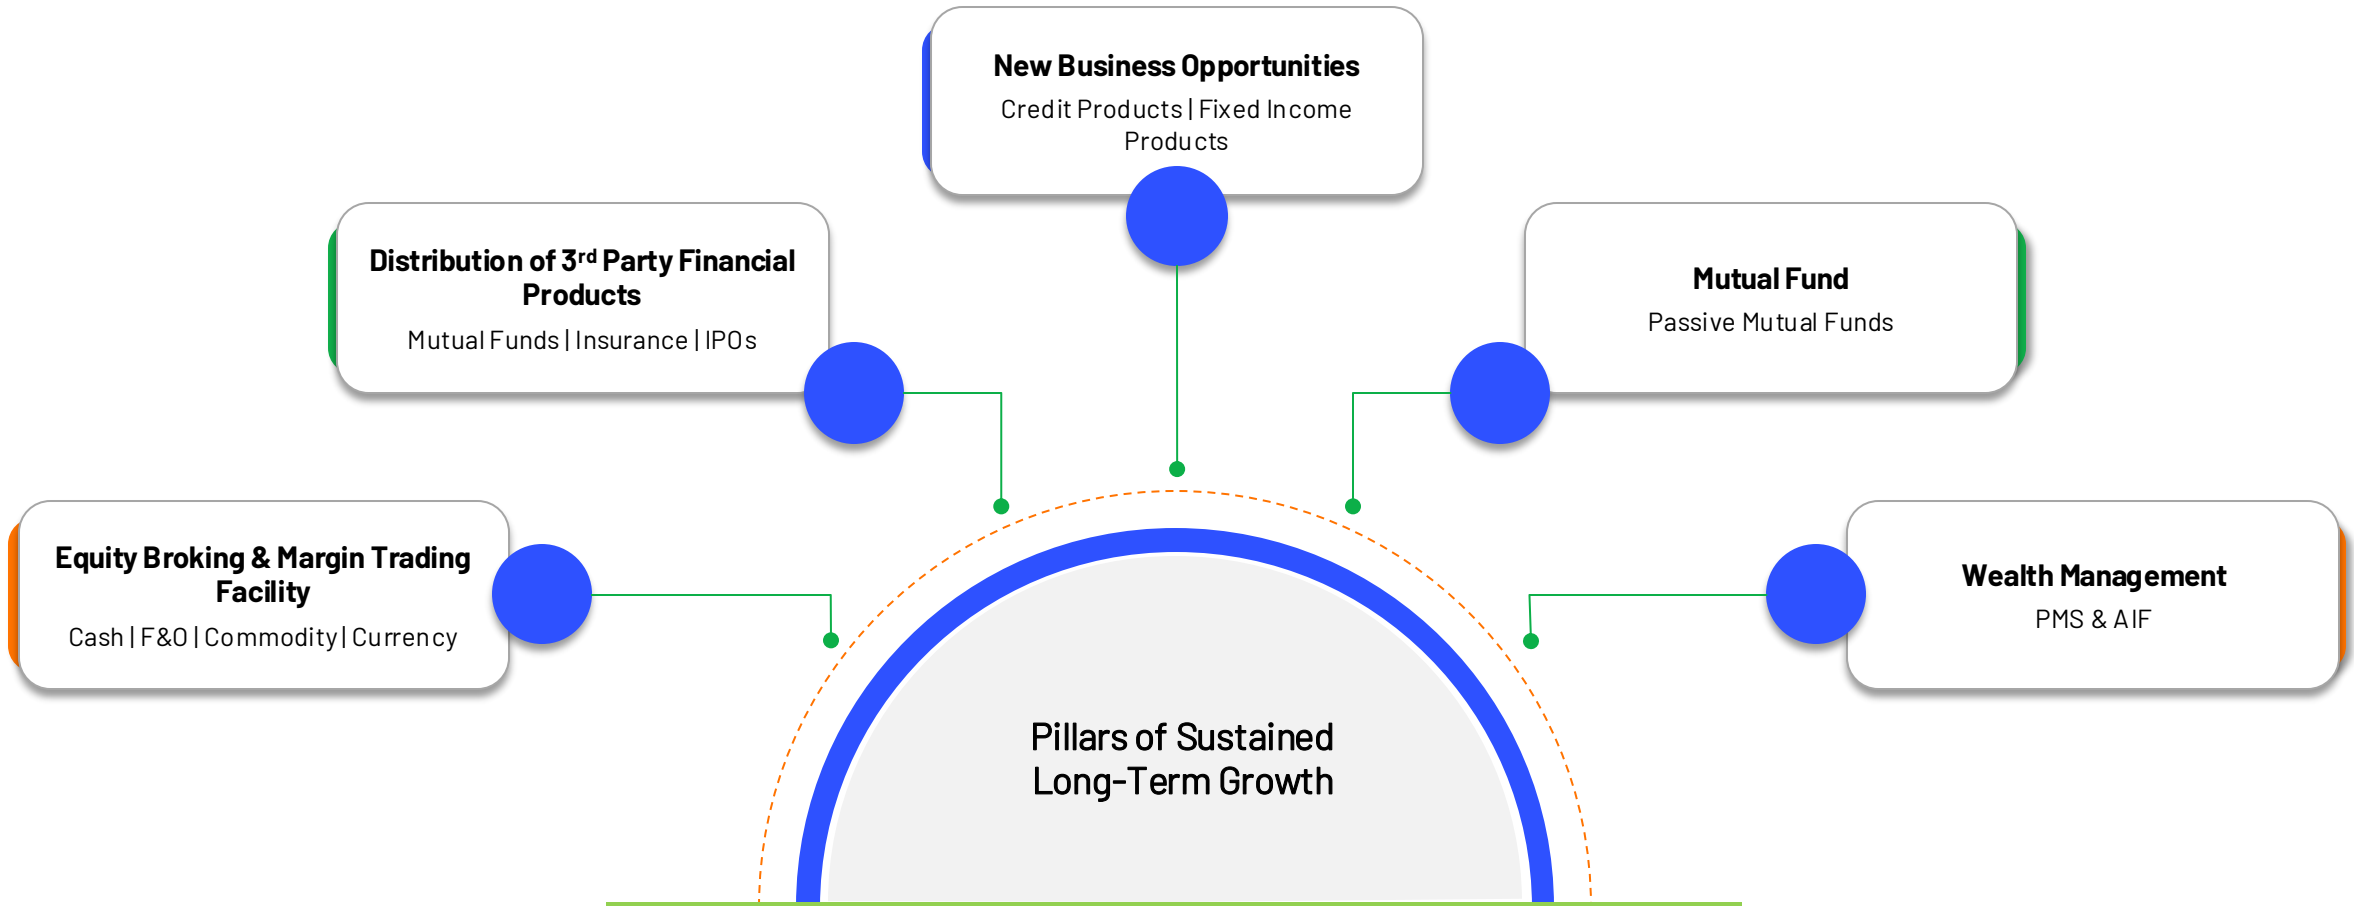 New Business Opportunities
Credit Products | Fixed Income
Products
Distribution of 3rd Party Financial
Products
Mutual Funds | Insurance | IPOs
Mutual Fund
Passive Mutual Funds
Equity Broking & Margin Trading
Facility
Cash | F&O | Commodity | Currency
Wealth Management
PMS & AIF
Pillars of Sustained
Long-Term Growth